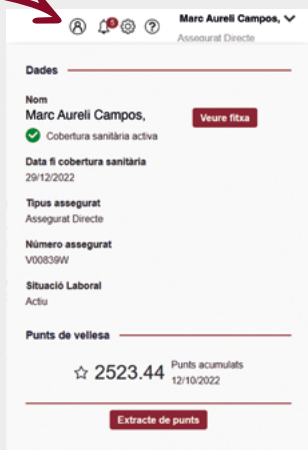 Marc Aureli Campos,
Assegurat Directe
Dades
Nom
Marc Aureli Campos,
Veure fitxa
Cobertura sanitària activa
Data fi cobertura sanitària
29/12/2022
Tipus assegurat
Assegurat Directe
Número assegurat
V00839W
Situació Laboral
Actiu
Punts de vellesa
2523.44
Punts acumulats
12/10/2022
Extracte de punts